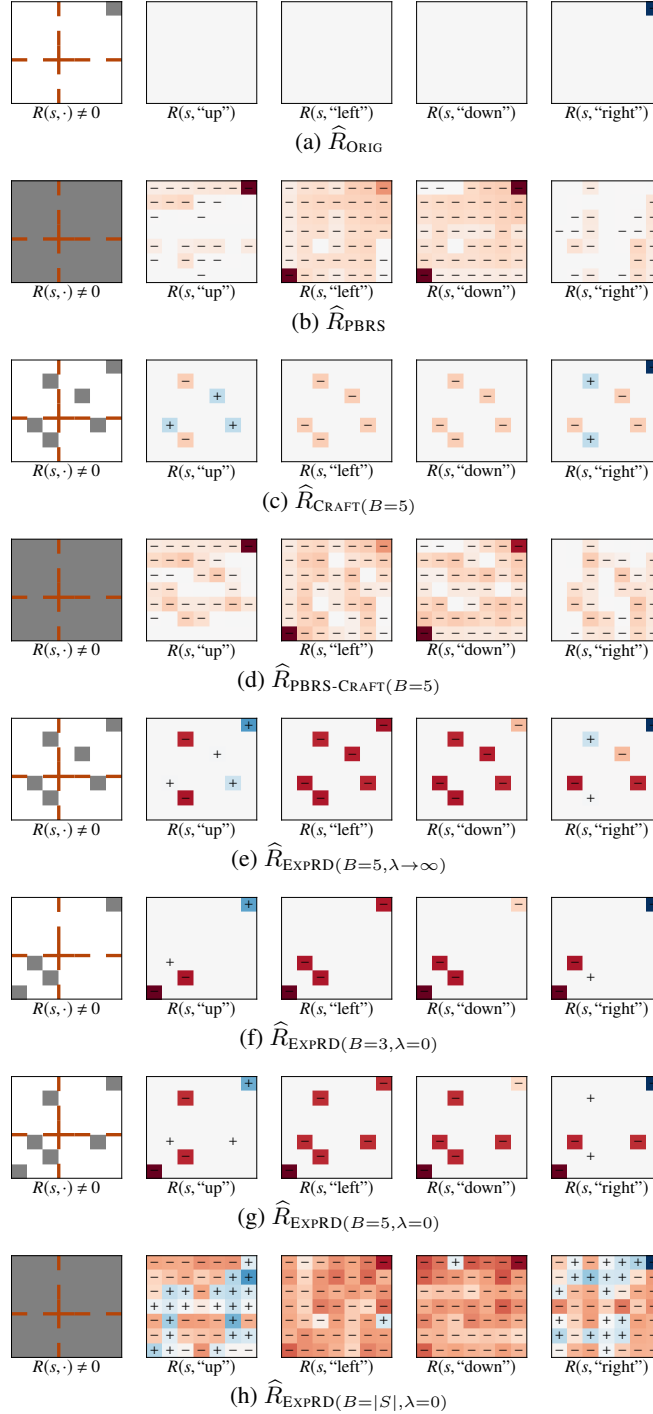 R(s, ·) ≠ 0 R(s, “up”) R(s, “left”) R(s, “down”) R(s, “right”)
(a) R̂ORIG
R(s, ·) ≠ 0 R(s, “up”) R(s, “left”) R(s, “down”) R(s, “right”)
(b) R̂PBRS
R(s, ·) ≠ 0 R(s, “up”) R(s, “left”) R(s, “down”) R(s, “right”)
(c) R̂CRAFT(B=5)
R(s, ·) ≠ 0 R(s, “up”) R(s, “left”) R(s, “down”) R(s, “right”)
(d) R̂PBRS-CRAFT(B=5)
R(s, ·) ≠ 0 R(s, “up”) R(s, “left”) R(s, “down”) R(s, “right”)
(e) R̂EXPRD(B=5,λ→∞)
R(s, ·) ≠ 0 R(s, “up”) R(s, “left”) R(s, “down”) R(s, “right”)
(f) R̂EXPRD(B=3,λ=0)
R(s, ·) ≠ 0 R(s, “up”) R(s, “left”) R(s, “down”) R(s, “right”)
(g) R̂EXPRD(B=5,λ=0)
R(s, ·) ≠ 0 R(s, “up”) R(s, “left”) R(s, “down”) R(s, “right”)
(h) R̂EXPRD(B=|S|,λ=0)